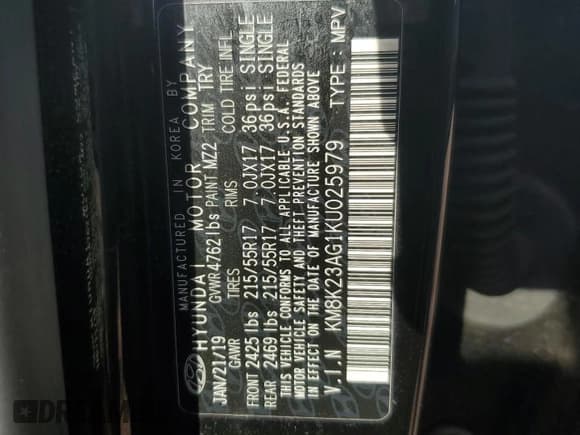 MANUFACTURED IN KOREA BY
HYUNDAI MOTOR COMPANY
JAN/21/19 GVWR 4762 lbs PAINT MZ2 TRIM TRY
GAWR TIRES RIMS COLD TIRE INFL
FRONT 2425 lbs 215/55R17 7.0JX17 36psi SINGLE
REAR 2469 lbs 215/55R17 7.0JX17 36psi SINGLE
THIS VEHICLE CONFORMS TO ALL APPLICABLE U.S.A. FEDERAL
MOTOR VEHICLE SAFETY AND THEFT PREVENTION STANDARDS
IN EFFECT ON THE DATE OF MANUFACTURE SHOWN ABOVE
V.I.N KM8K23AG1KU025979 TYPE : MPV